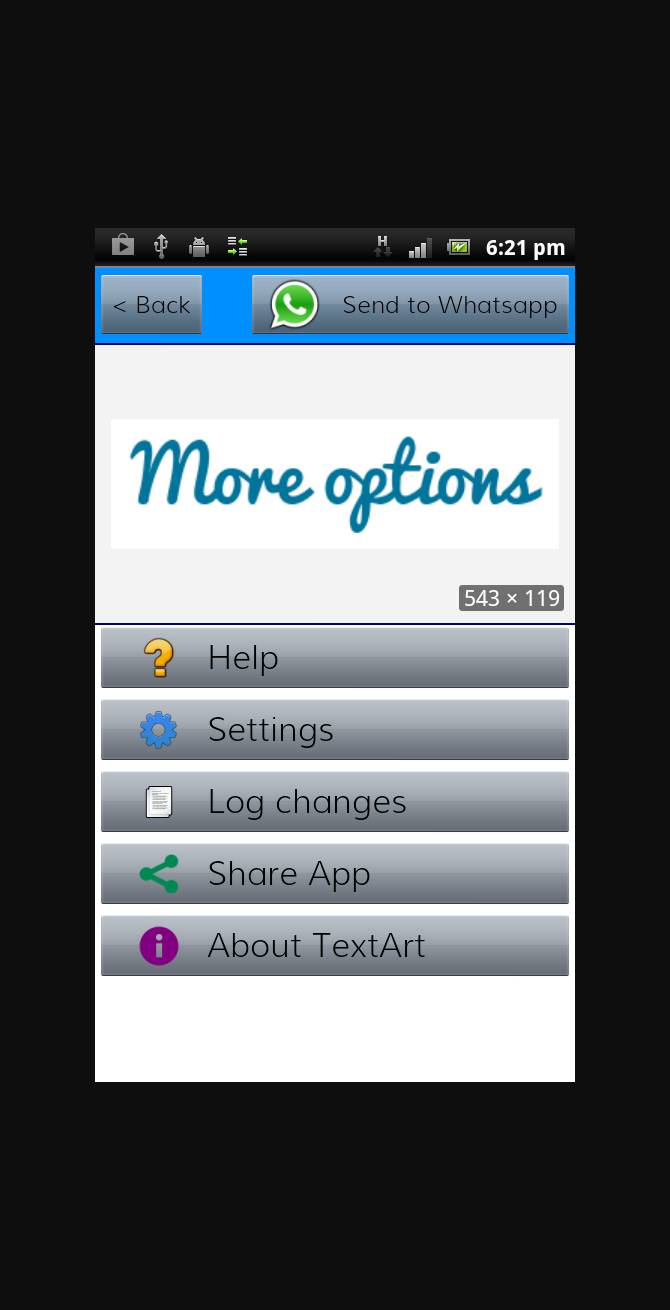 H
6:21 pm
< Back
Send to Whatsapp
More options
543 × 119
Help
Settings
Log changes
Share App
About TextArt